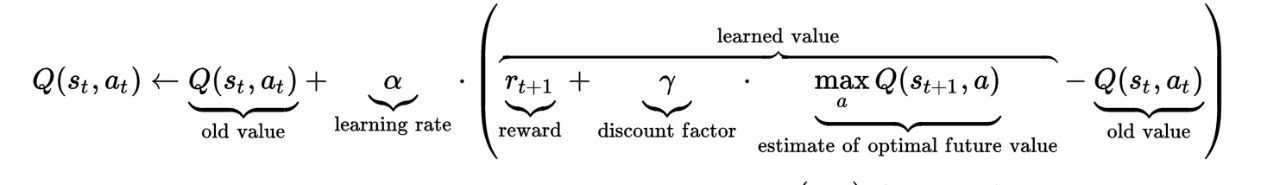 learned value
Q(s_t, a_t) ← Q(s_t, a_t) + α · ( r_{t+1} + γ · max_a Q(s_{t+1}, a) − Q(s_t, a_t) )
old value learning rate reward discount factor estimate of optimal future value old value